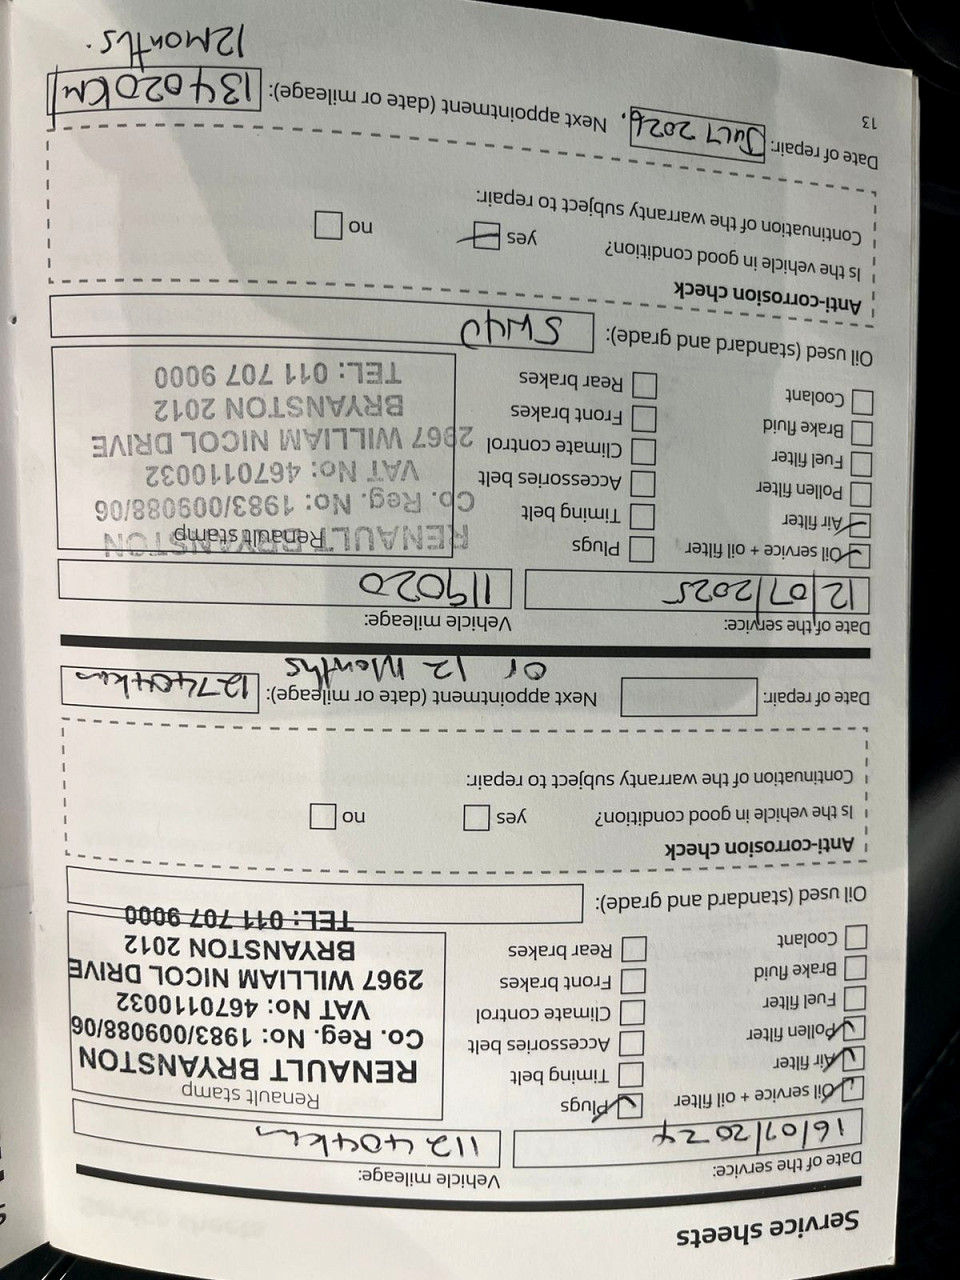 Service sheets
Date of the service: Vehicle mileage:
16/07/2024 112404kms
Oil service + oil filter Plugs Renault stamp
Air filter Timing belt RENAULT BRYANSTON
Pollen filter Accessories belt Co. Reg. No: 1983/009088/06
Fuel filter Climate control VAT No: 4670110032
Brake fluid Front brakes 2967 WILLIAM NICOL DRIVE
Coolant Rear brakes BRYANSTON 2012
TEL: 011 707 9000
Oil used (standard and grade):
Anti-corrosion check
Is the vehicle in good condition? yes no
Continuation of the warranty subject to repair:
Date of repair: Next appointment (date or mileage): 127404kms
or 12 Months
Date of the service: Vehicle mileage:
12/07/2025 119020
Oil service + oil filter Plugs Renault stamp
RENAULT BRYANSTON
Air filter Timing belt Co. Reg. No: 1983/009088/06
Pollen filter Accessories belt VAT No: 4670110032
Fuel filter Climate control 2967 WILLIAM NICOL DRIVE
Brake fluid Front brakes BRYANSTON 2012
Coolant Rear brakes TEL: 011 707 9000
Oil used (standard and grade): 5W40
Anti-corrosion check
Is the vehicle in good condition? yes no
Continuation of the warranty subject to repair:
Date of repair: July 2026. Next appointment (date or mileage): 134020KM
12 Months.
13